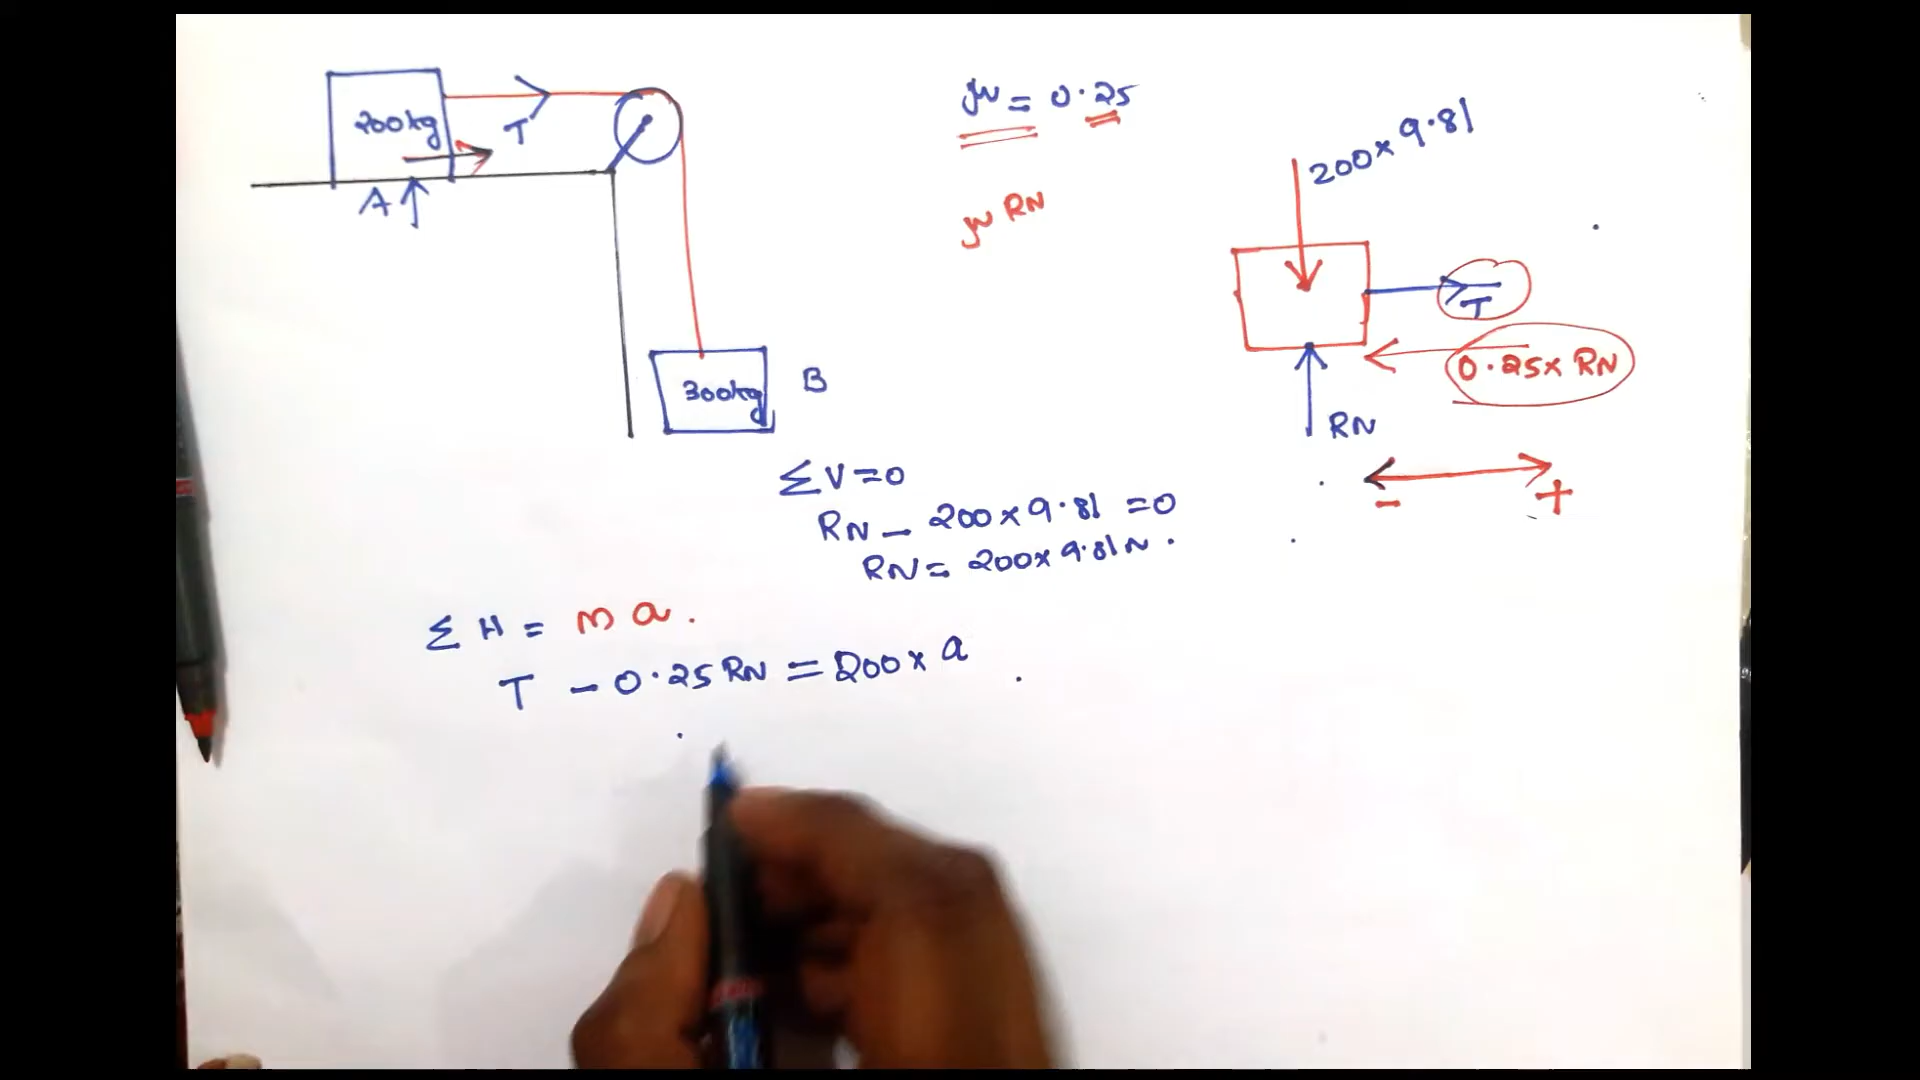 200kg
T
A
300kg
B
μ = 0.25
μ RN
200 × 9.81
T
0.25 × RN
RN
- +
ΣV=0
RN - 200×9.81 =0
RN = 200×9.81N.
ΣH = ma.
T - 0.25 RN = 200× a